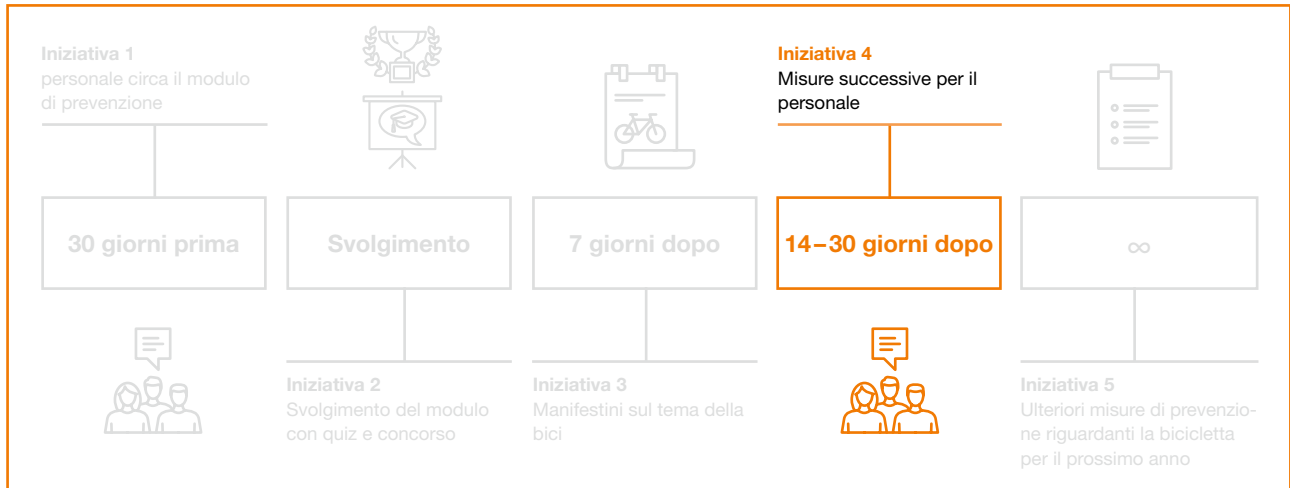 Iniziativa 1
personale circa il modulo
di prevenzione
30 giorni prima
Svolgimento
Iniziativa 2
Svolgimento del modulo
con quiz e concorso
7 giorni dopo
Iniziativa 3
Manifestini sul tema della
bici
Iniziativa 4
Misure successive per il
personale
14–30 giorni dopo
∞
Iniziativa 5
Ulteriori misure di prevenzio-
ne riguardanti la bicicletta
per il prossimo anno